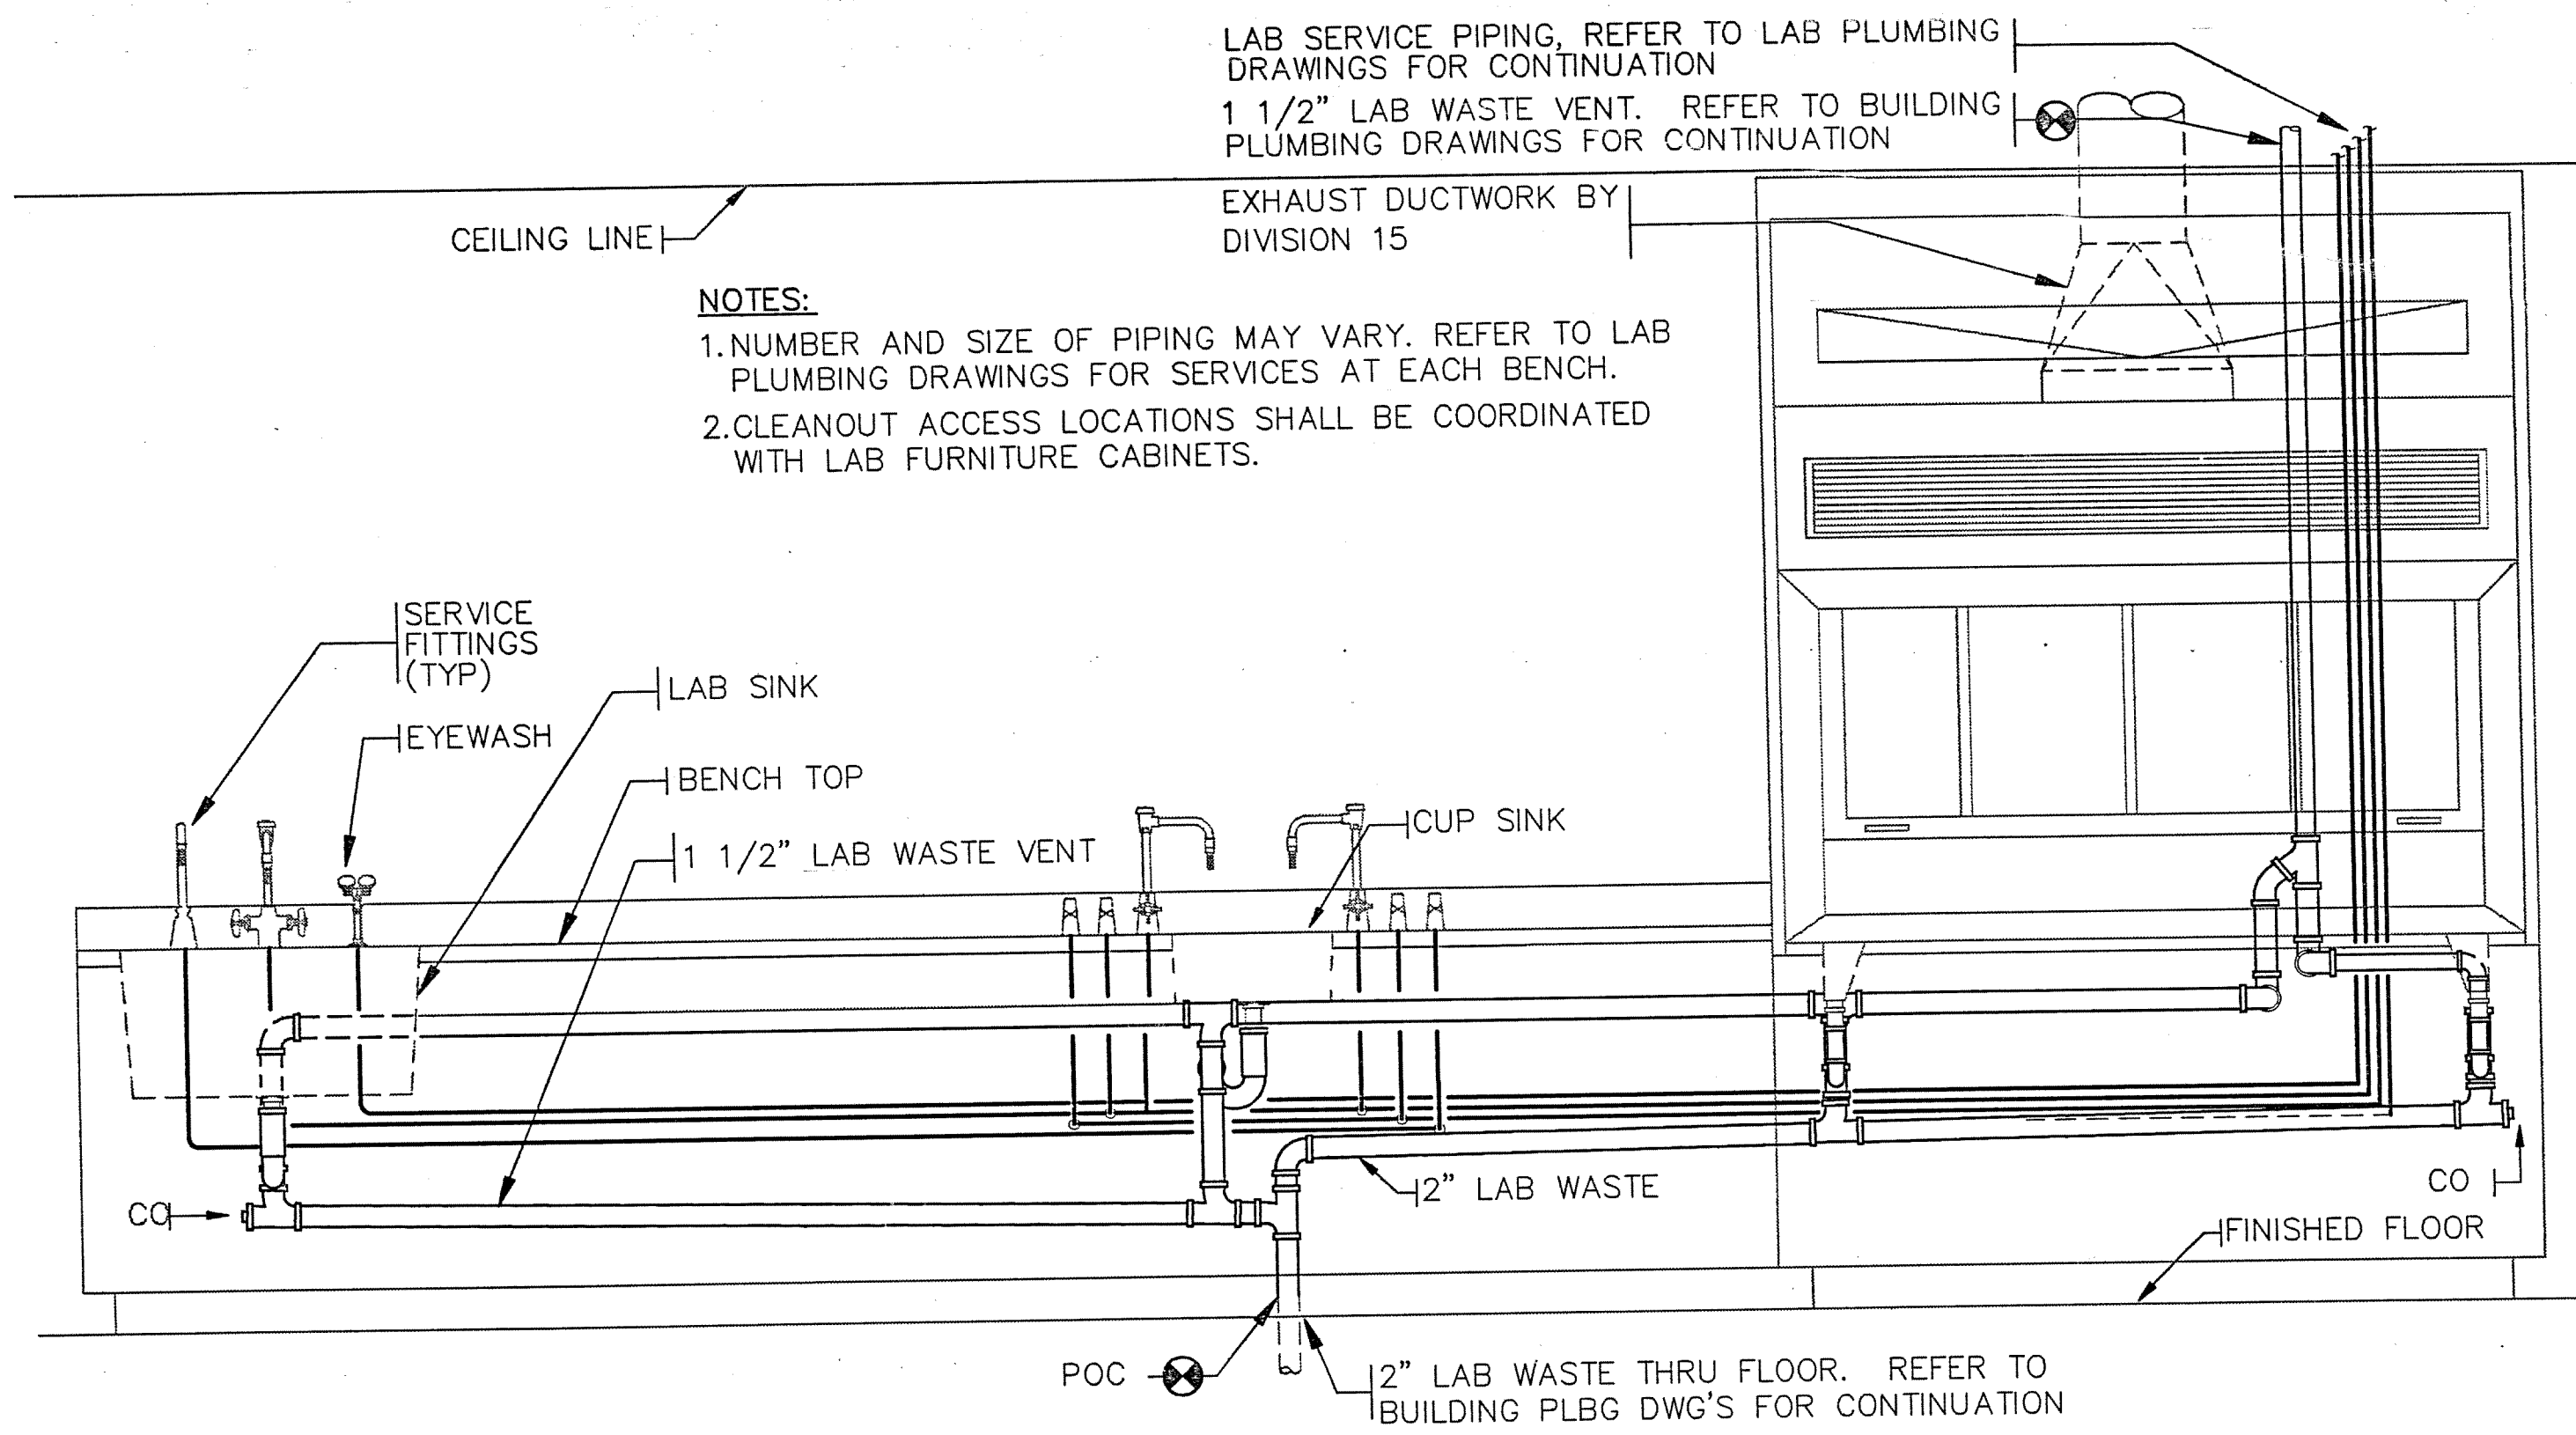 LAB SERVICE PIPING, REFER TO LAB PLUMBING
DRAWINGS FOR CONTINUATION
1 1/2" LAB WASTE VENT. REFER TO BUILDING
PLUMBING DRAWINGS FOR CONTINUATION
EXHAUST DUCTWORK BY
DIVISION 15
CEILING LINE
NOTES:
1. NUMBER AND SIZE OF PIPING MAY VARY. REFER TO LAB
PLUMBING DRAWINGS FOR SERVICES AT EACH BENCH.
2. CLEANOUT ACCESS LOCATIONS SHALL BE COORDINATED
WITH LAB FURNITURE CABINETS.
SERVICE
FITTINGS
(TYP)
LAB SINK
EYEWASH
BENCH TOP
CUP SINK
1 1/2" LAB WASTE VENT
2" LAB WASTE
CO
CO
FINISHED FLOOR
POC
2" LAB WASTE THRU FLOOR. REFER TO
BUILDING PLBG DWG'S FOR CONTINUATION